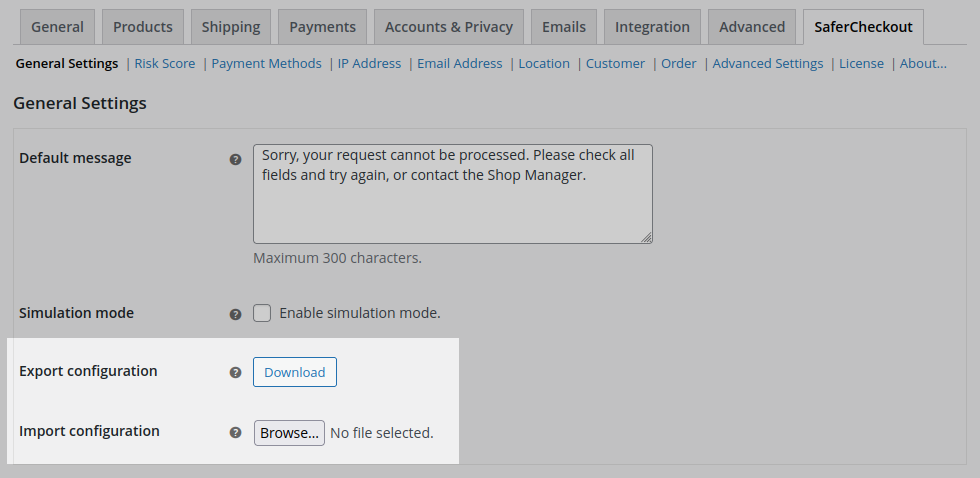 General Products Shipping Payments Accounts & Privacy Emails Integration Advanced SaferCheckout
General Settings | Risk Score | Payment Methods | IP Address | Email Address | Location | Customer | Order | Advanced Settings | License | About...
General Settings
Default message ? Sorry, your request cannot be processed. Please check all
fields and try again, or contact the Shop Manager.
Maximum 300 characters.
Simulation mode ? Enable simulation mode.
Export configuration ? Download
Import configuration ? Browse... No file selected.